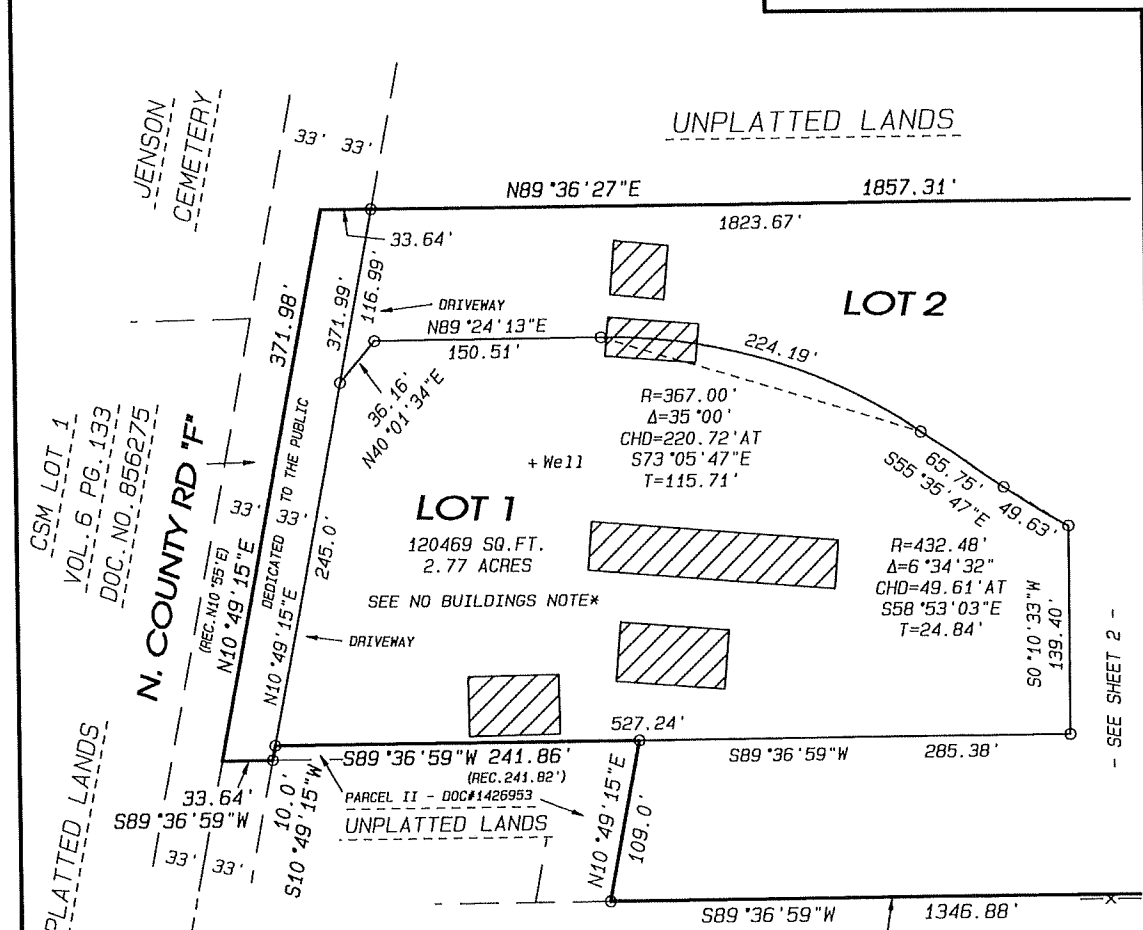 JENSON
CEMETERY
UNPLATTED LANDS
33' 33'
N89°36'27"E
1857.31'
1823.67'
33.64'
371.98'
371.99'
116.99'
DRIVEWAY
N89°24'13"E
150.51'
36.16'
N40°01'34"E
LOT 2
224.19'
R=367.00'
Δ=35°00'
CHD=220.72'AT
S73°05'47"E
T=115.71'
+ Well
65.75'
S55°35'47"E
49.63'
CSM LOT 1
VOL. 6 PG. 133
DOC. NO. 856275
N. COUNTY RD "F"
(REC. N10°55'E)
N10°49'15"E
33' 33'
DEDICATED TO THE PUBLIC
245.0'
N10°49'15"E
LOT 1
120469 SQ.FT.
2.77 ACRES
SEE NO BUILDINGS NOTE*
DRIVEWAY
R=432.48'
Δ=6°34'32"
CHD=49.61'AT
S58°53'03"E
T=24.84'
S0°10'33"W
139.40'
- SEE SHEET 2 -
527.24'
S89°36'59"W 241.86'
(REC.241.82')
S89°36'59"W
285.38'
33.64'
S89°36'59"W
10.0'
S10°49'15"W
PARCEL II - DOC#1426953
UNPLATTED LANDS
N10°49'15"E
109.0'
33' 33'
PLATTED LANDS
S89°36'59"W
1346.88'
x